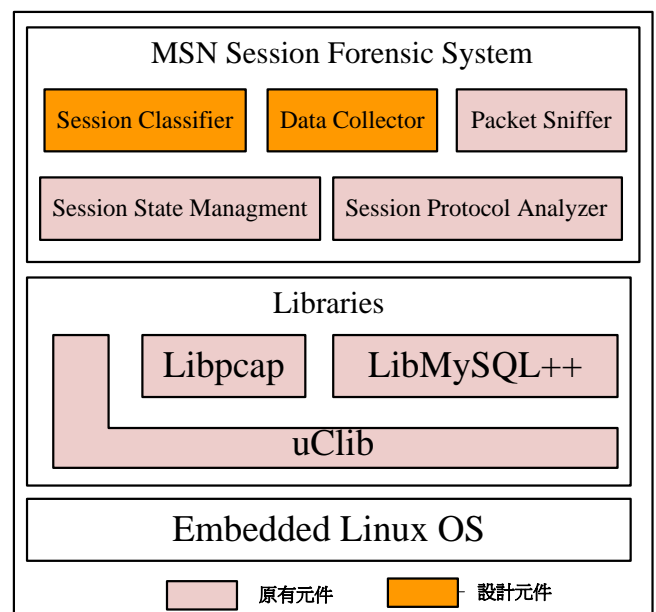 MSN Session Forensic System
Session Classifier
Data Collector
Packet Sniffer
Session State Managment
Session Protocol Analyzer
Libraries
Libpcap
LibMySQL++
uClib
Embedded Linux OS
原有元件
設計元件